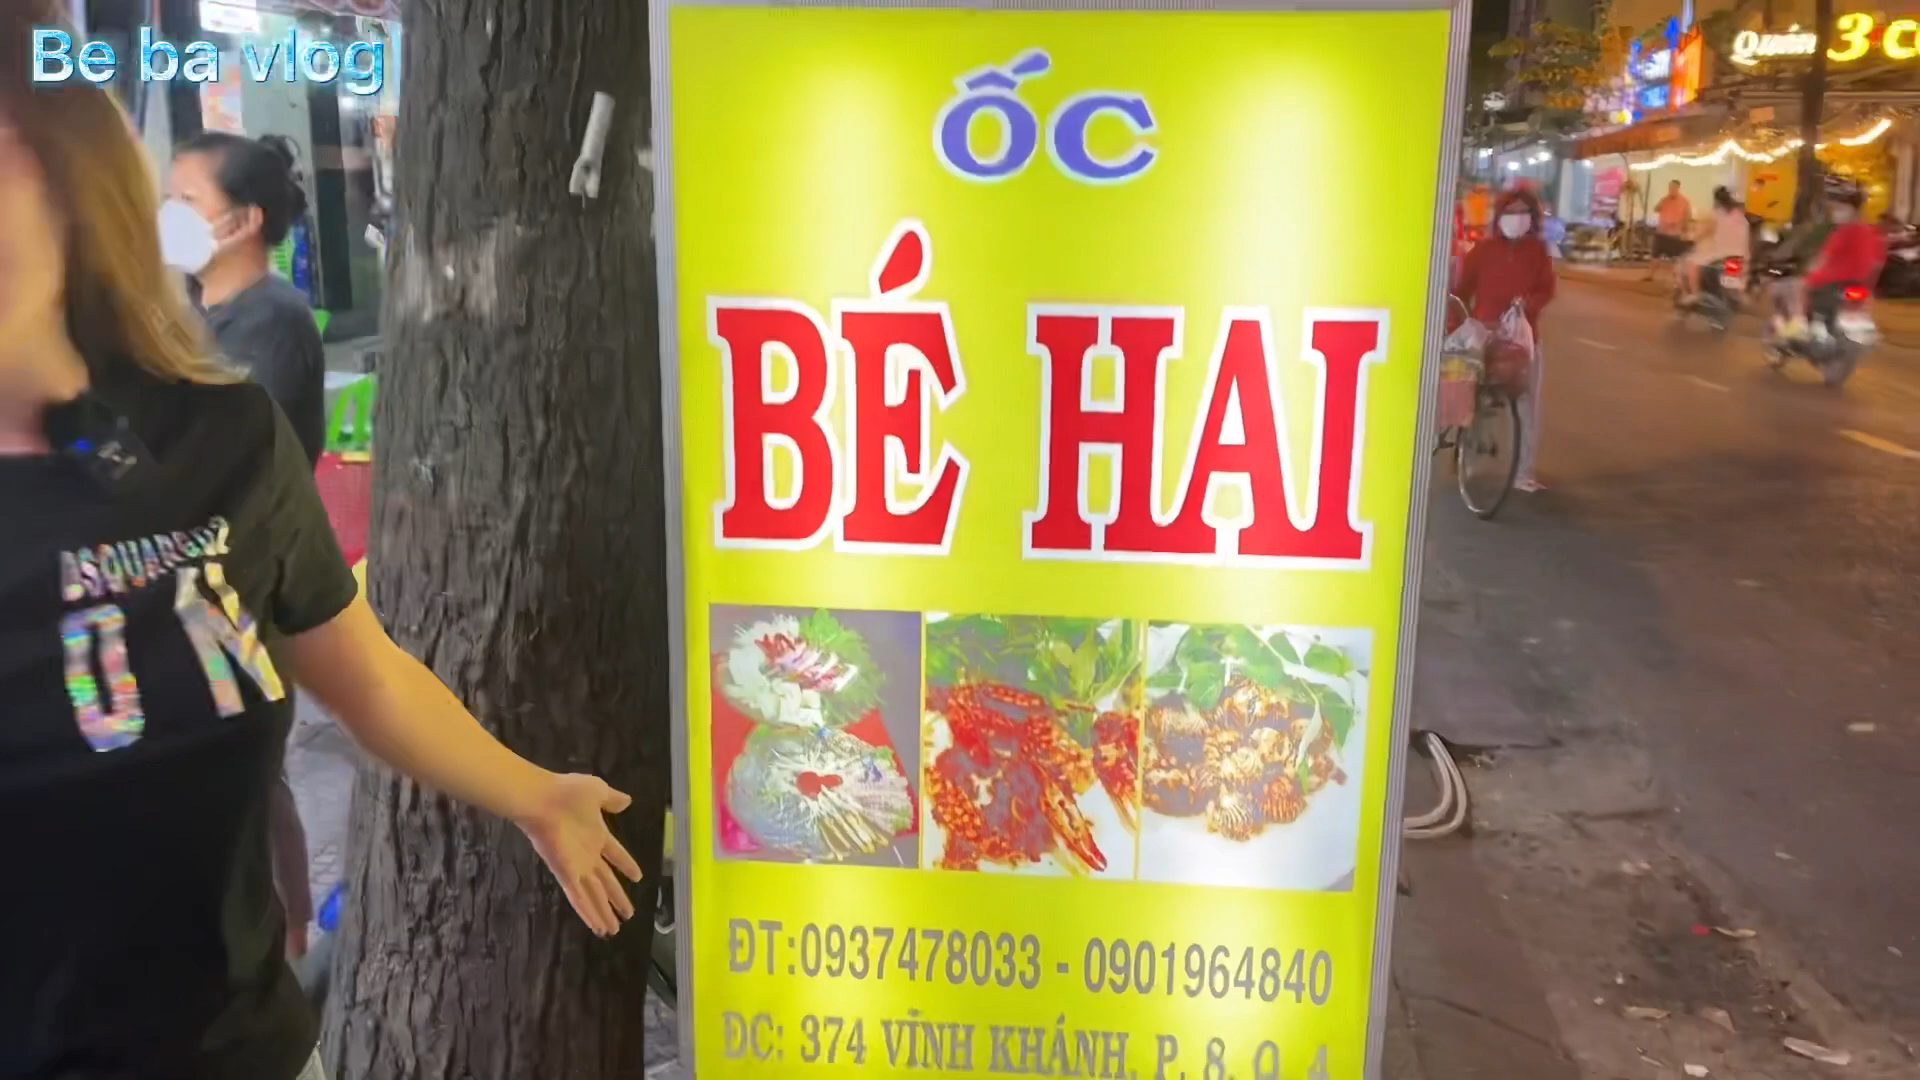 Be ba vlog
Quán 3 C
ỐC
BÉ HAI
ĐT:0937478033 - 0901964840
ĐC: 374 VĨNH KHÁNH, P. 8, Q. 4